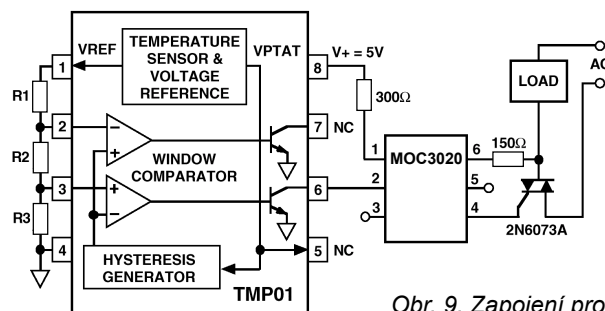 VREF
TEMPERATURE
SENSOR &
VOLTAGE
REFERENCE
VPTAT
V+ = 5V
1
8
AC
LOAD
R1
300Ω
2
7
NC
150Ω
R2
WINDOW
COMPARATOR
1
MOC3020
6
3
6
2
5
R3
3
4
2N6073A
4
HYSTERESIS
GENERATOR
5
NC
TMP01
Obr. 9. Zapojení pro